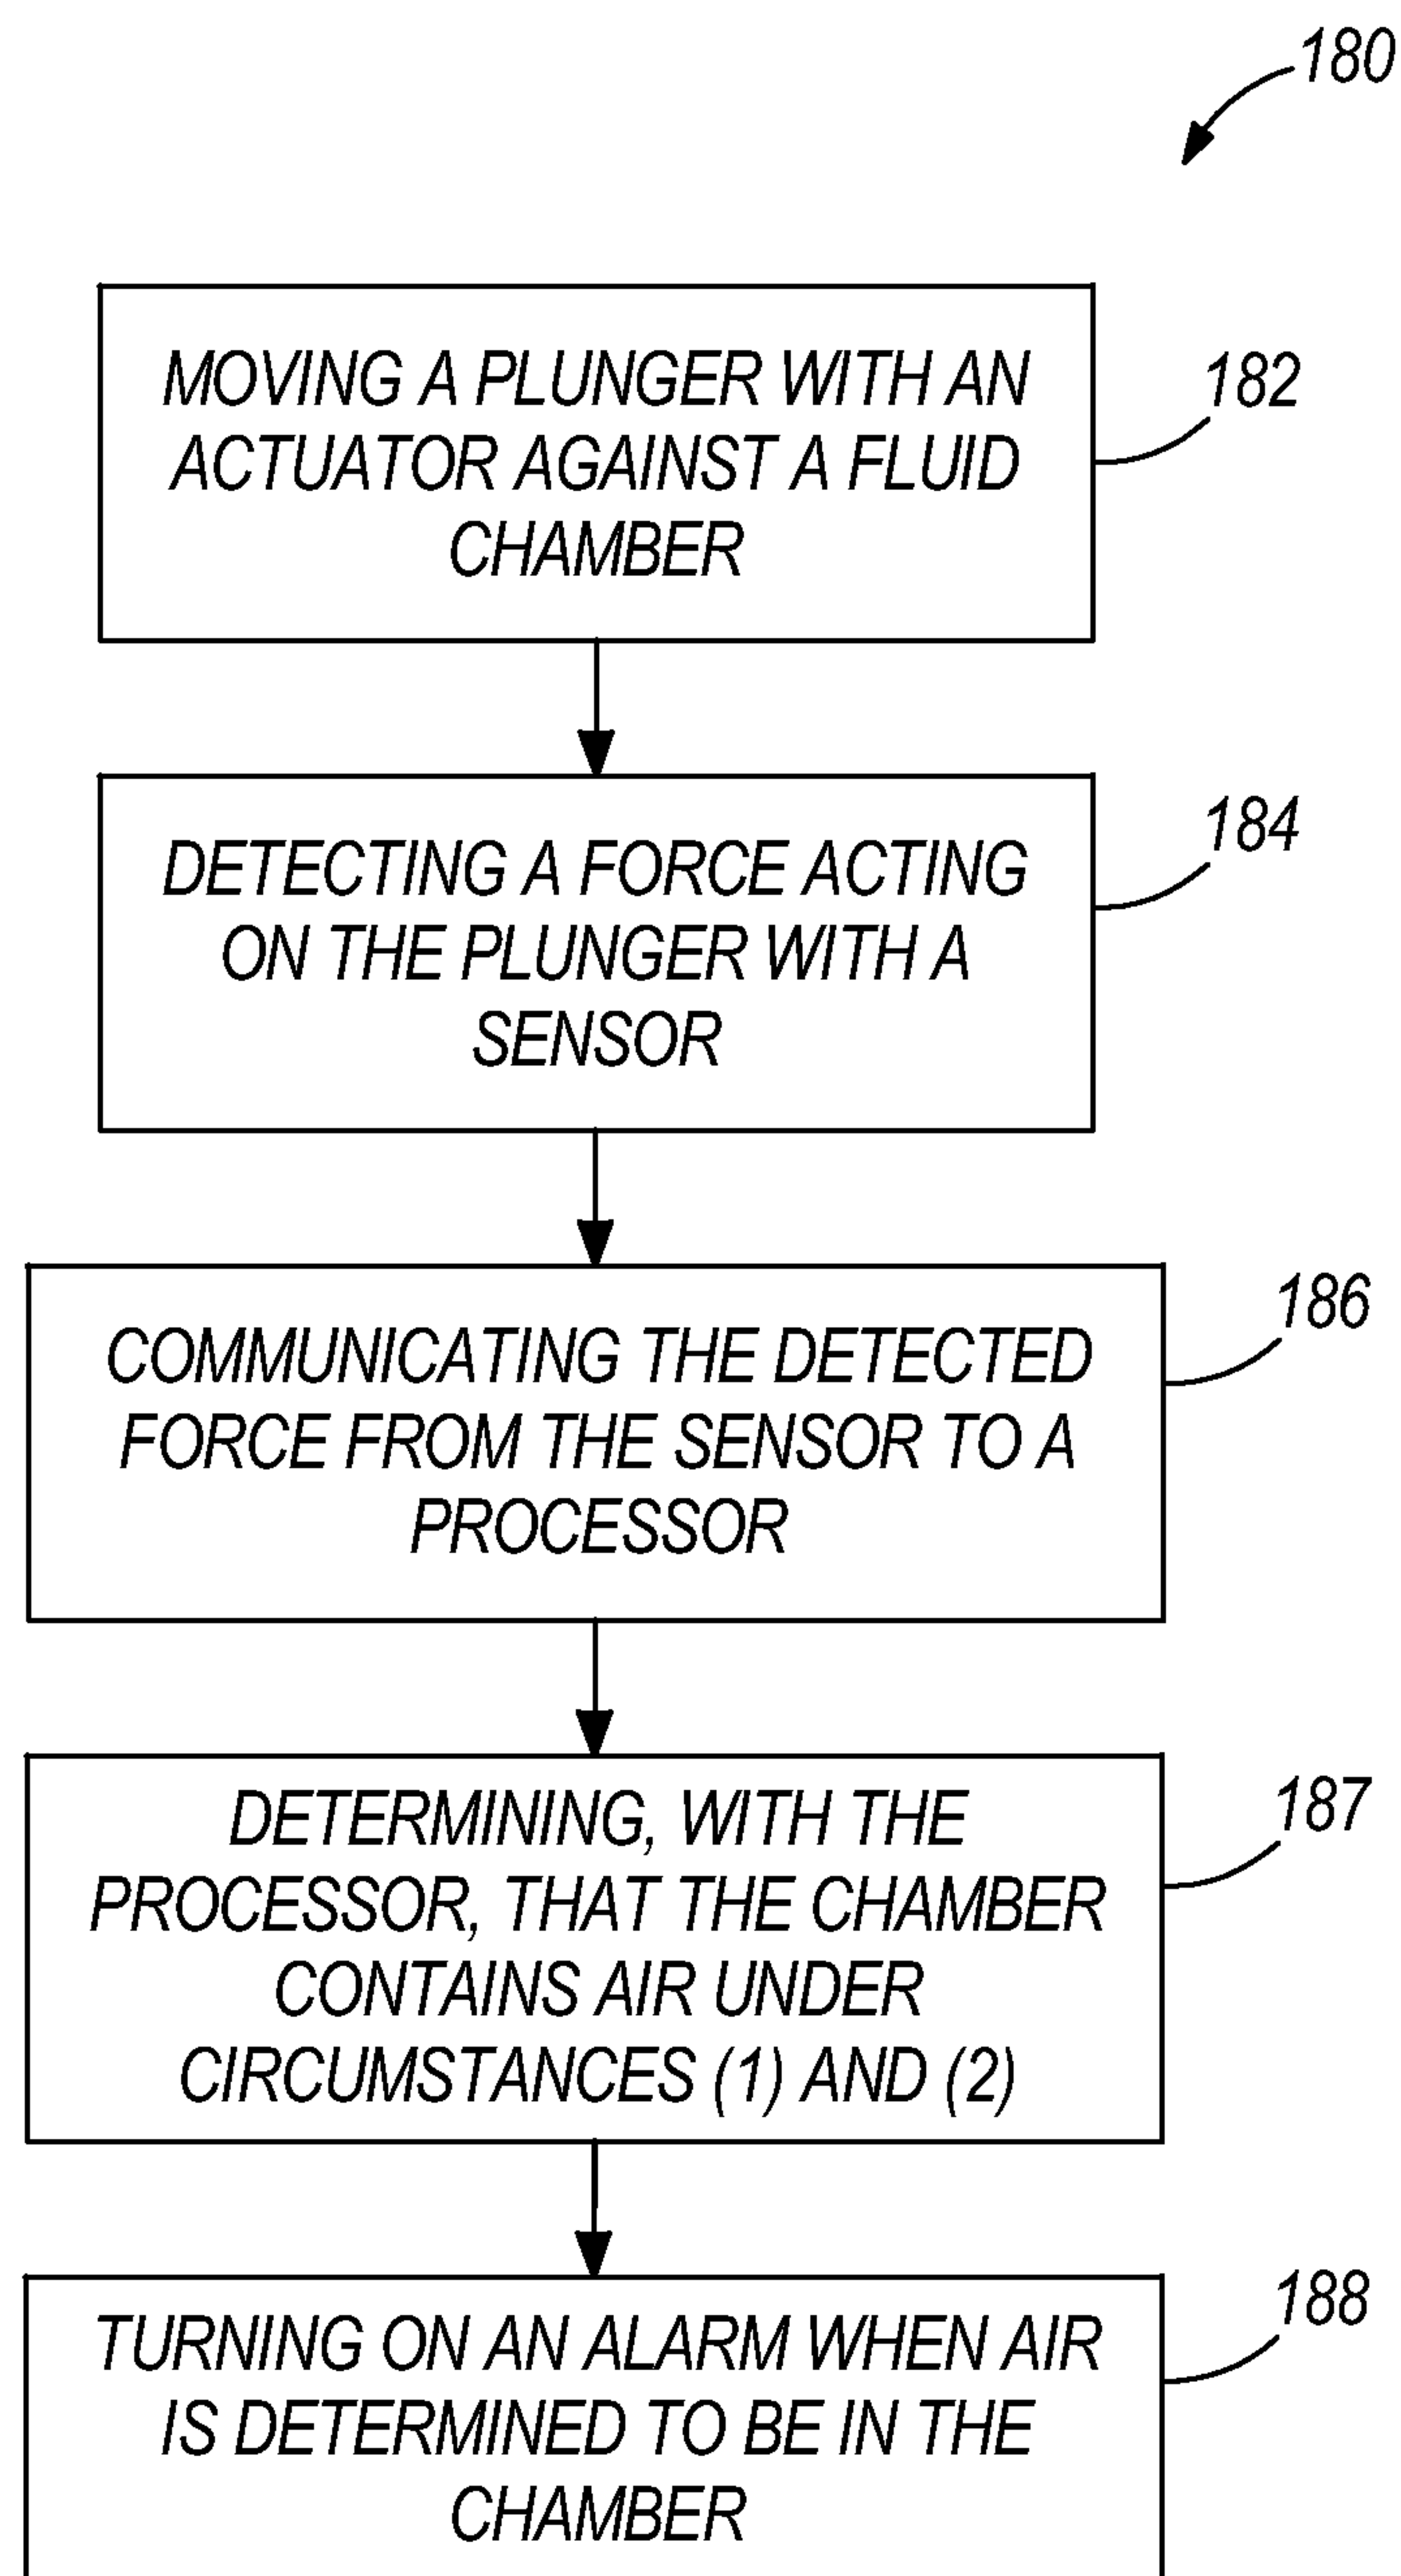 180
MOVING A PLUNGER WITH AN
ACTUATOR AGAINST A FLUID
CHAMBER
182
DETECTING A FORCE ACTING
ON THE PLUNGER WITH A
SENSOR
184
COMMUNICATING THE DETECTED
FORCE FROM THE SENSOR TO A
PROCESSOR
186
DETERMINING, WITH THE
PROCESSOR, THAT THE CHAMBER
CONTAINS AIR UNDER
CIRCUMSTANCES (1) AND (2)
187
TURNING ON AN ALARM WHEN AIR
IS DETERMINED TO BE IN THE
CHAMBER
188